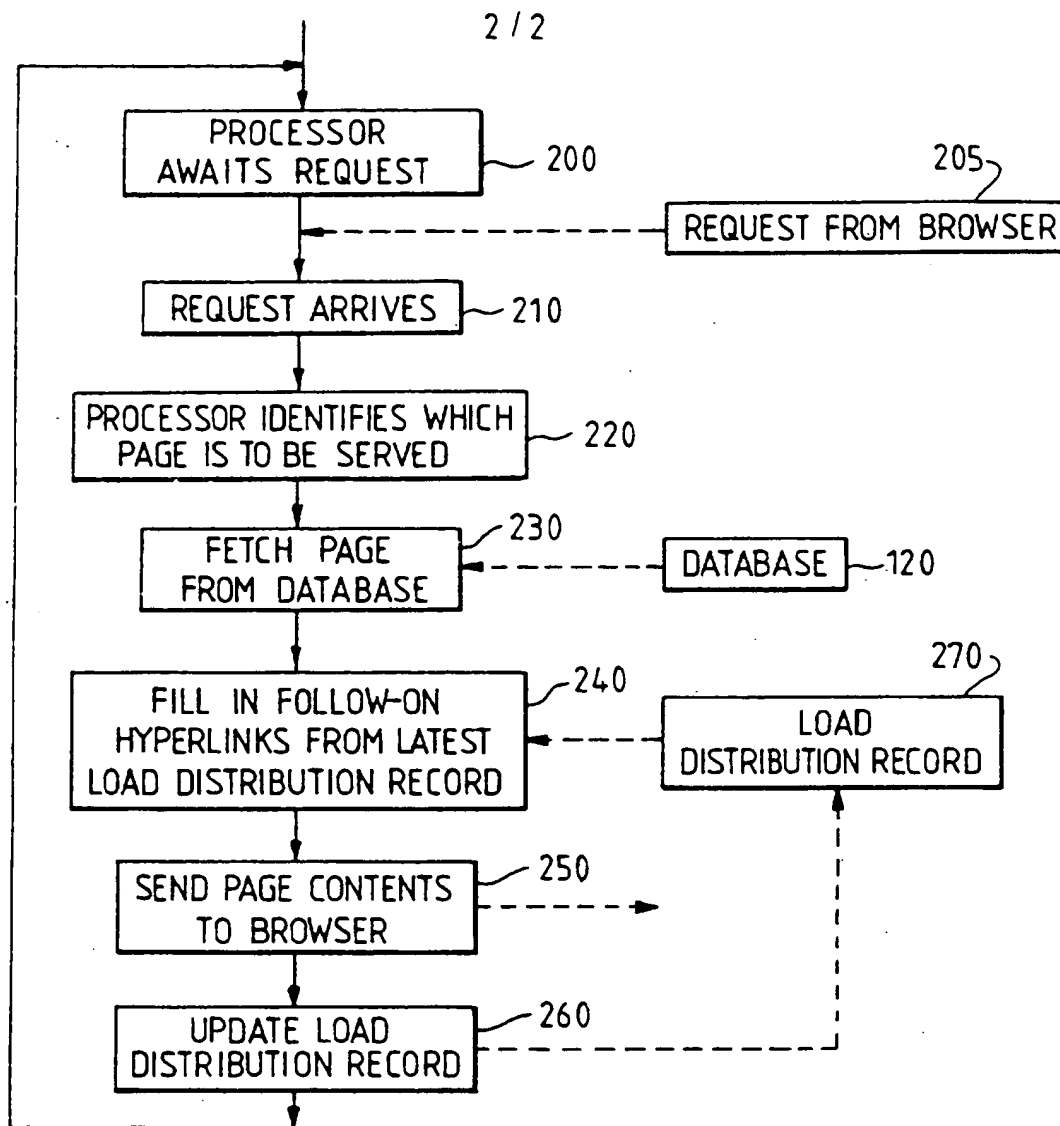 2 / 2
PROCESSOR
AWAITS REQUEST
200
205
REQUEST FROM BROWSER
REQUEST ARRIVES
210
PROCESSOR IDENTIFIES WHICH
PAGE IS TO BE SERVED
220
230
FETCH PAGE
FROM DATABASE
DATABASE
120
240
FILL IN FOLLOW-ON
HYPERLINKS FROM LATEST
LOAD DISTRIBUTION RECORD
270
LOAD
DISTRIBUTION RECORD
250
SEND PAGE CONTENTS
TO BROWSER
260
UPDATE LOAD
DISTRIBUTION RECORD